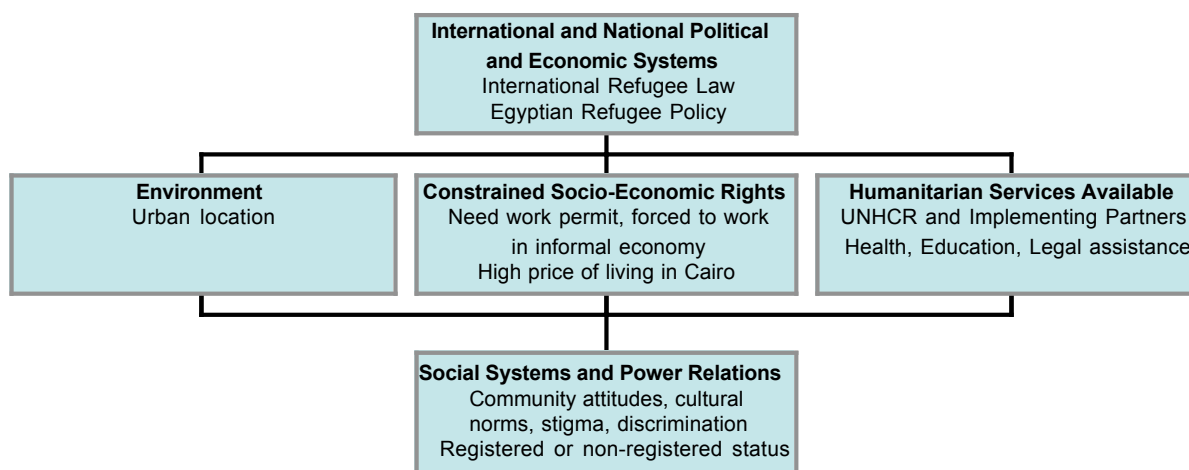 International and National Political
and Economic Systems
International Refugee Law
Egyptian Refugee Policy
Environment
Urban location
Constrained Socio-Economic Rights
Need work permit, forced to work
in informal economy
High price of living in Cairo
Humanitarian Services Available
UNHCR and Implementing Partners
Health, Education, Legal assistance
Social Systems and Power Relations
Community attitudes, cultural
norms, stigma, discrimination
Registered or non-registered status